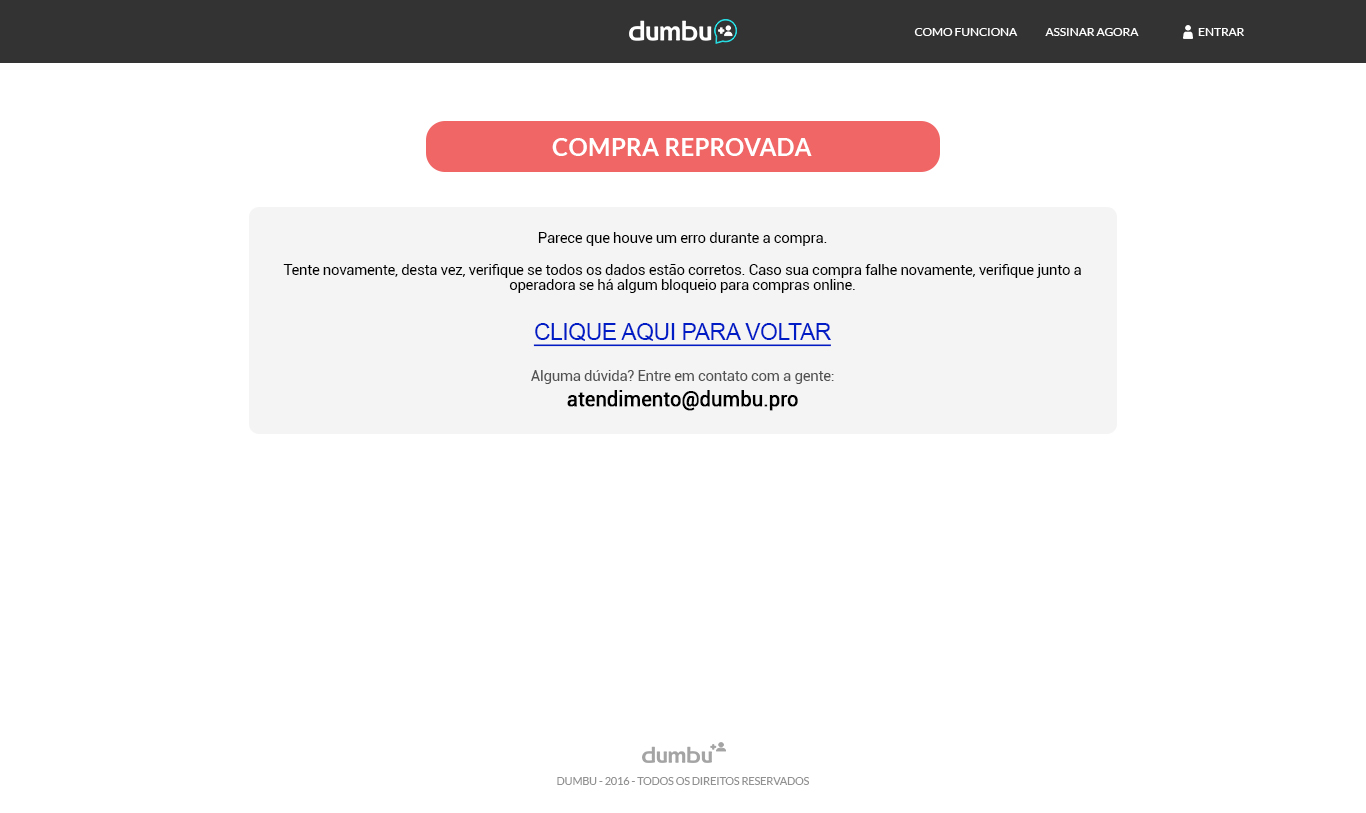 dumbu
COMO FUNCIONA
ASSINAR AGORA
ENTRAR
COMPRA REPROVADA
Parece que houve um erro durante a compra.
Tente novamente, desta vez, verifique se todos os dados estão corretos. Caso sua compra falhe novamente, verifique junto a
operadora se há algum bloqueio para compras online.
CLIQUE AQUI PARA VOLTAR
Alguma dúvida? Entre em contato com a gente:
atendimento@dumbu.pro
dumbu
DUMBU - 2016 - TODOS OS DIREITOS RESERVADOS